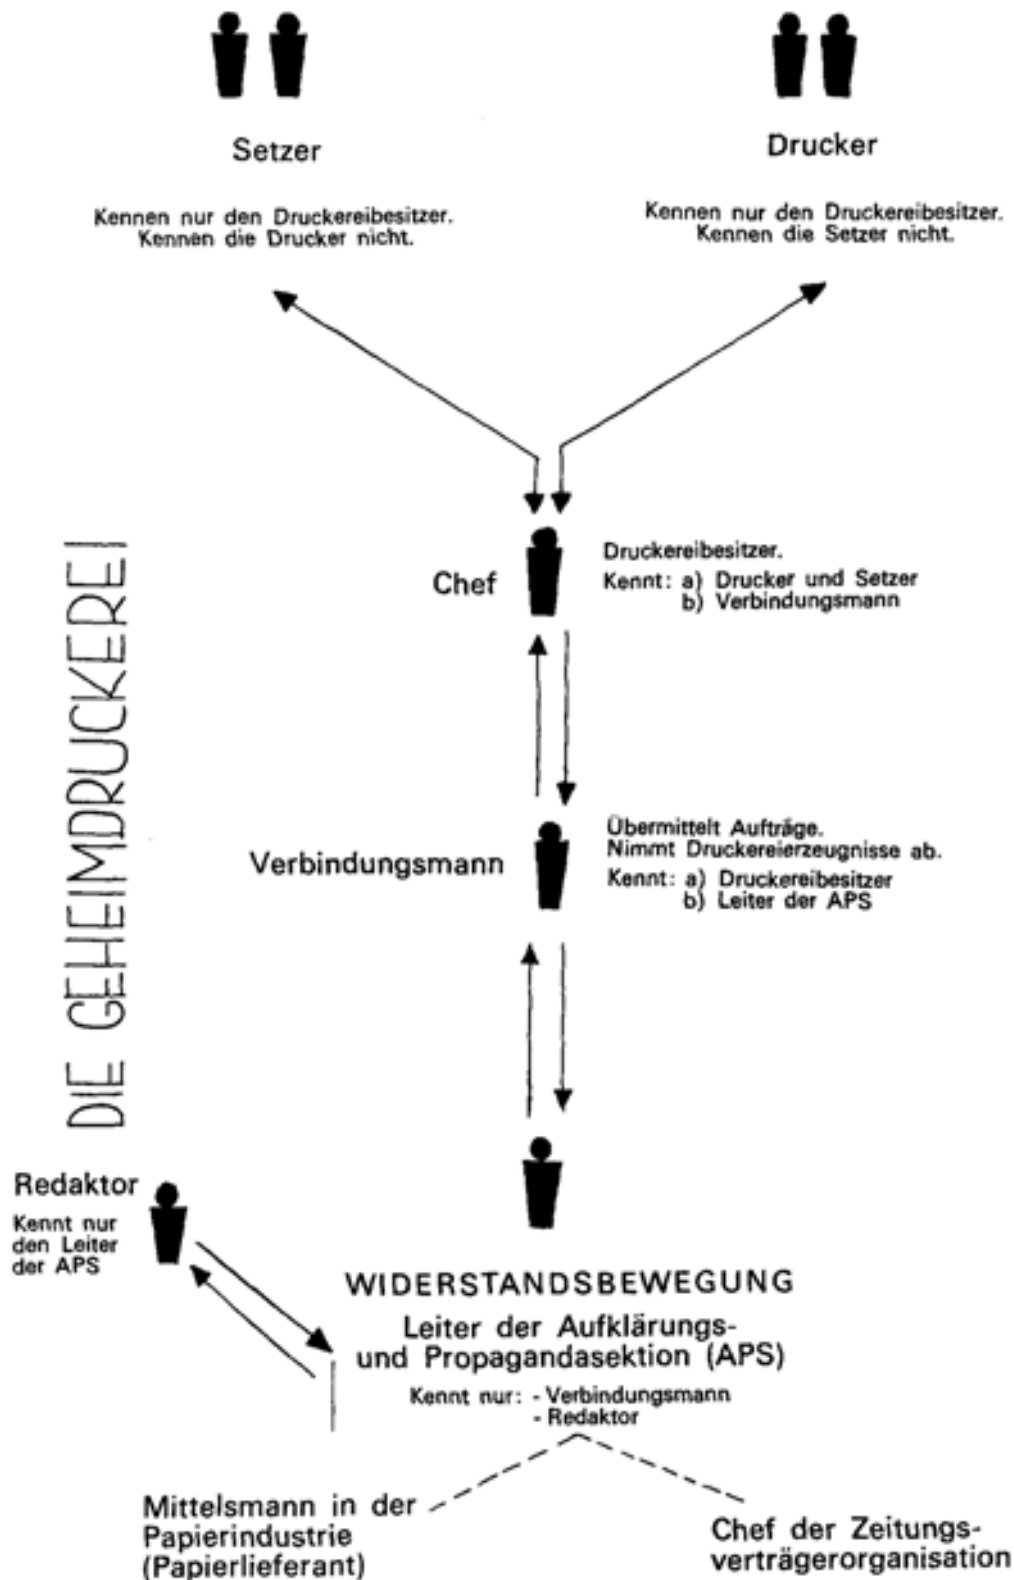 Setzer
Kennen nur den Druckereibesitzer.
Kennen die Drucker nicht.
Drucker
Kennen nur den Druckereibesitzer.
Kennen die Setzer nicht.
Chef
Druckereibesitzer.
Kennt: a) Drucker und Setzer
b) Verbindungsmann
DIE GEHEIMDRUCKEREI
Verbindungsmann
Übermittelt Aufträge.
Nimmt Druckereierzeugnisse ab.
Kennt: a) Druckereibesitzer
b) Leiter der APS
Redaktor
Kennt nur
den Leiter
der APS
WIDERSTANDSBEWEGUNG
Leiter der Aufklärungs-
und Propagandasektion (APS)
Kennt nur: - Verbindungsmann
- Redaktor
Mittelsmann in der
Papierindustrie
(Papierlieferant)
Chef der Zeitungs-
verträgerorganisation